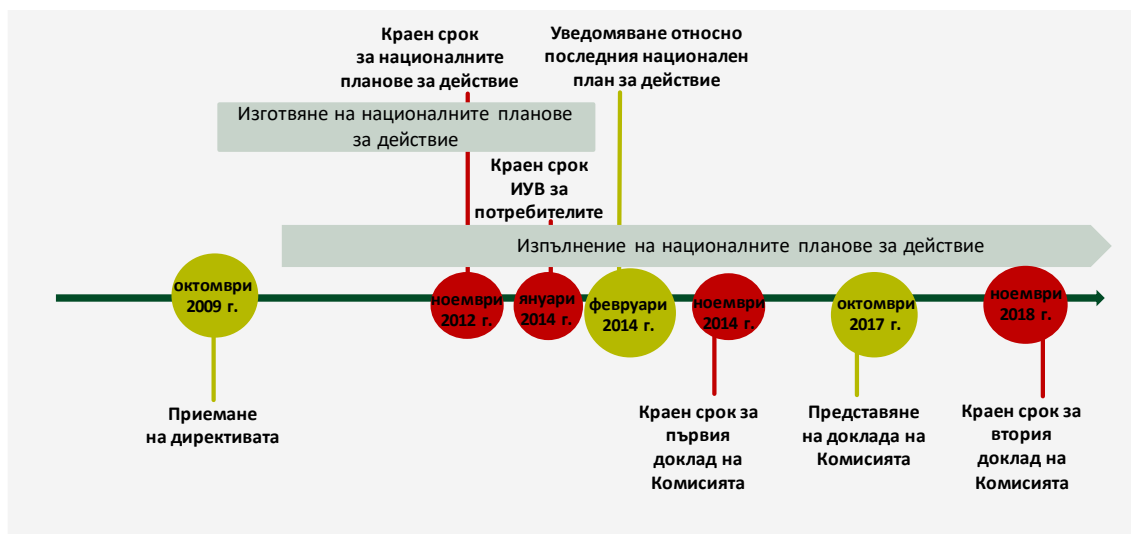 Краен срок
за националните
планове за действие
Уведомяване относно
последния национален
план за действие
Изготвяне на националните планове
за действие
Краен срок
ИУВ за
потребителите
Изпълнение на националните планове за действие
октомври
2009 г.
ноември
2012 г.
януари
2014 г.
февруари
2014 г.
ноември
2014 г.
октомври
2017 г.
ноември
2018 г.
Приемане
на директивата
Краен срок за
първия
доклад на
Комисията
Представяне
на доклада на
Комисията
Краен срок за
втория
доклад на
Комисията